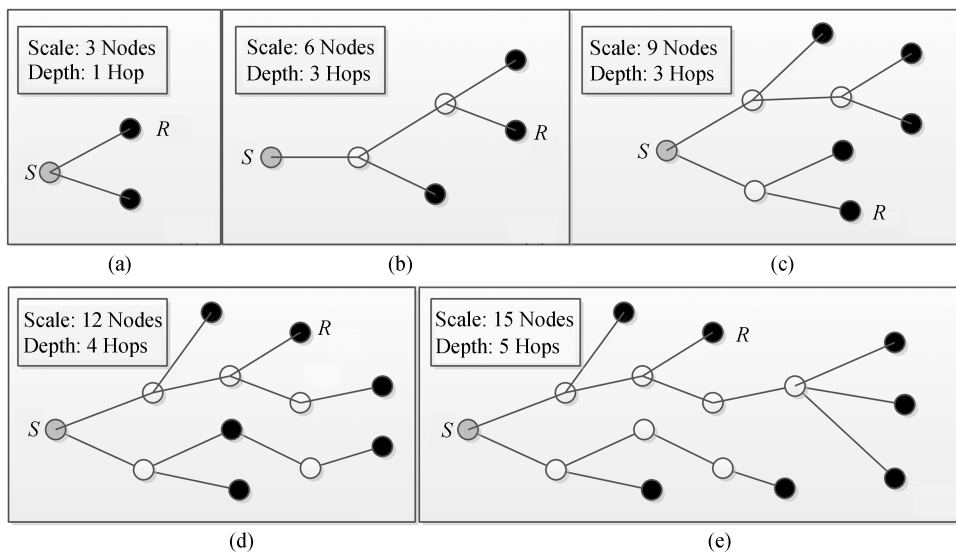 Scale: 3 Nodes
Depth: 1 Hop
R
S
(a)
Scale: 6 Nodes
Depth: 3 Hops
S
R
(b)
Scale: 9 Nodes
Depth: 3 Hops
S
R
(c)
Scale: 12 Nodes
Depth: 4 Hops
R
S
(d)
Scale: 15 Nodes
Depth: 5 Hops
R
S
(e)